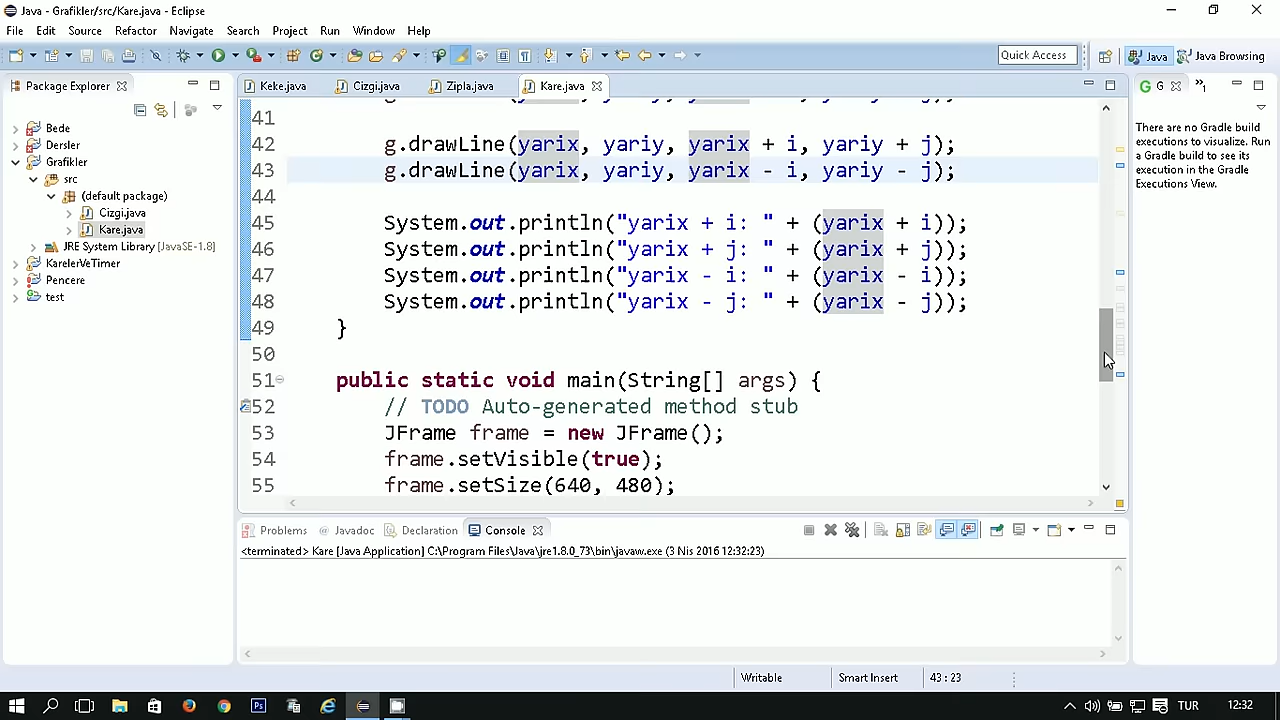 Java - Grafikler/src/Kare.java - Eclipse
File Edit Source Refactor Navigate Search Project Run Window Help
Quick Access
Java
Java Browsing
Package Explorer
Keke.java
Cizgi.java
Zipla.java
Kare.java
G
Bede
Dersler
Grafikler
src
(default package)
Cizgi.java
Kare.java
JRE System Library [JavaSE-1.8]
KarelerVeTimer
Pencere
test
41
42 g.drawLine(yarix, yariy, yarix + i, yariy + j);
43 g.drawLine(yarix, yariy, yarix - i, yariy - j);
44
45 System.out.println("yarix + i: " + (yarix + i));
46 System.out.println("yarix + j: " + (yarix + j));
47 System.out.println("yarix - i: " + (yarix - i));
48 System.out.println("yarix - j: " + (yarix - j));
49 }
50
51 public static void main(String[] args) {
52 // TODO Auto-generated method stub
53 JFrame frame = new JFrame();
54 frame.setVisible(true);
55 frame.setSize(640, 480);
There are no Gradle build
executions to visualize. Run
a Gradle build to see its
execution in the Gradle
Executions View.
Problems
Javadoc
Declaration
Console
<terminated> Kare [Java Application] C:\Program Files\Java\jre1.8.0_73\bin\javaw.exe (3 Nis 2016 12:32:23)
Writable
Smart Insert
43 : 23
TUR
12:32